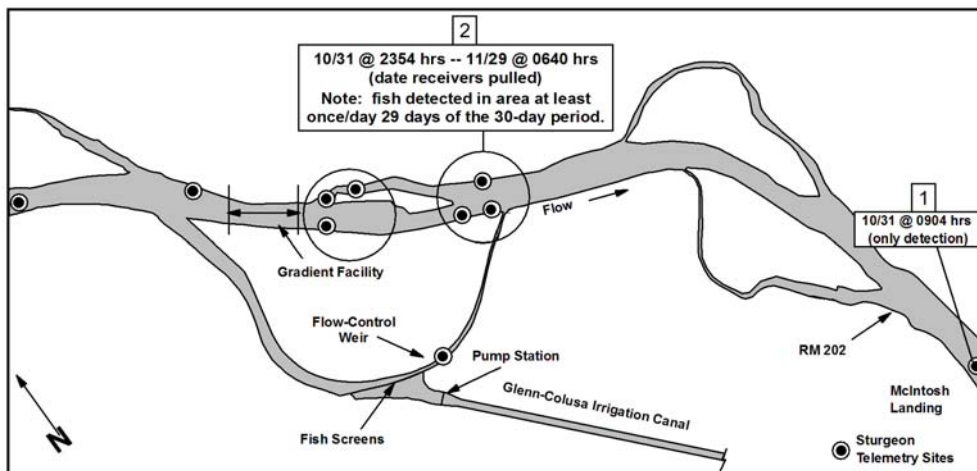 2
10/31 @ 2354 hrs -- 11/29 @ 0640 hrs
(date receivers pulled)
Note: fish detected in area at least
once/day 29 days of the 30-day period.
1
10/31 @ 0904 hrs
(only detection)
Flow
Gradient Facility
Flow-Control
Weir
Pump Station
RM 202
Glenn-Colusa Irrigation Canal
McIntosh
Landing
Fish Screens
N
Sturgeon
Telemetry Sites